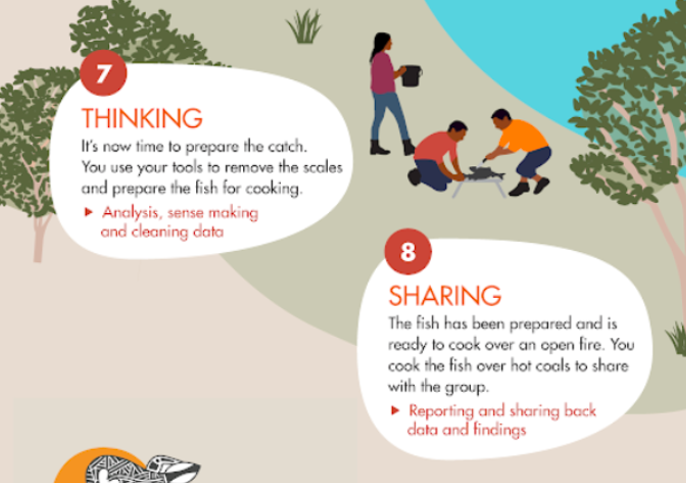 7
THINKING
It's now time to prepare the catch.
You use your tools to remove the scales
and prepare the fish for cooking.
▶ Analysis, sense making
and cleaning data
8
SHARING
The fish has been prepared and is
ready to cook over an open fire. You
cook the fish over hot coals to share
with the group.
▶ Reporting and sharing back
data and findings